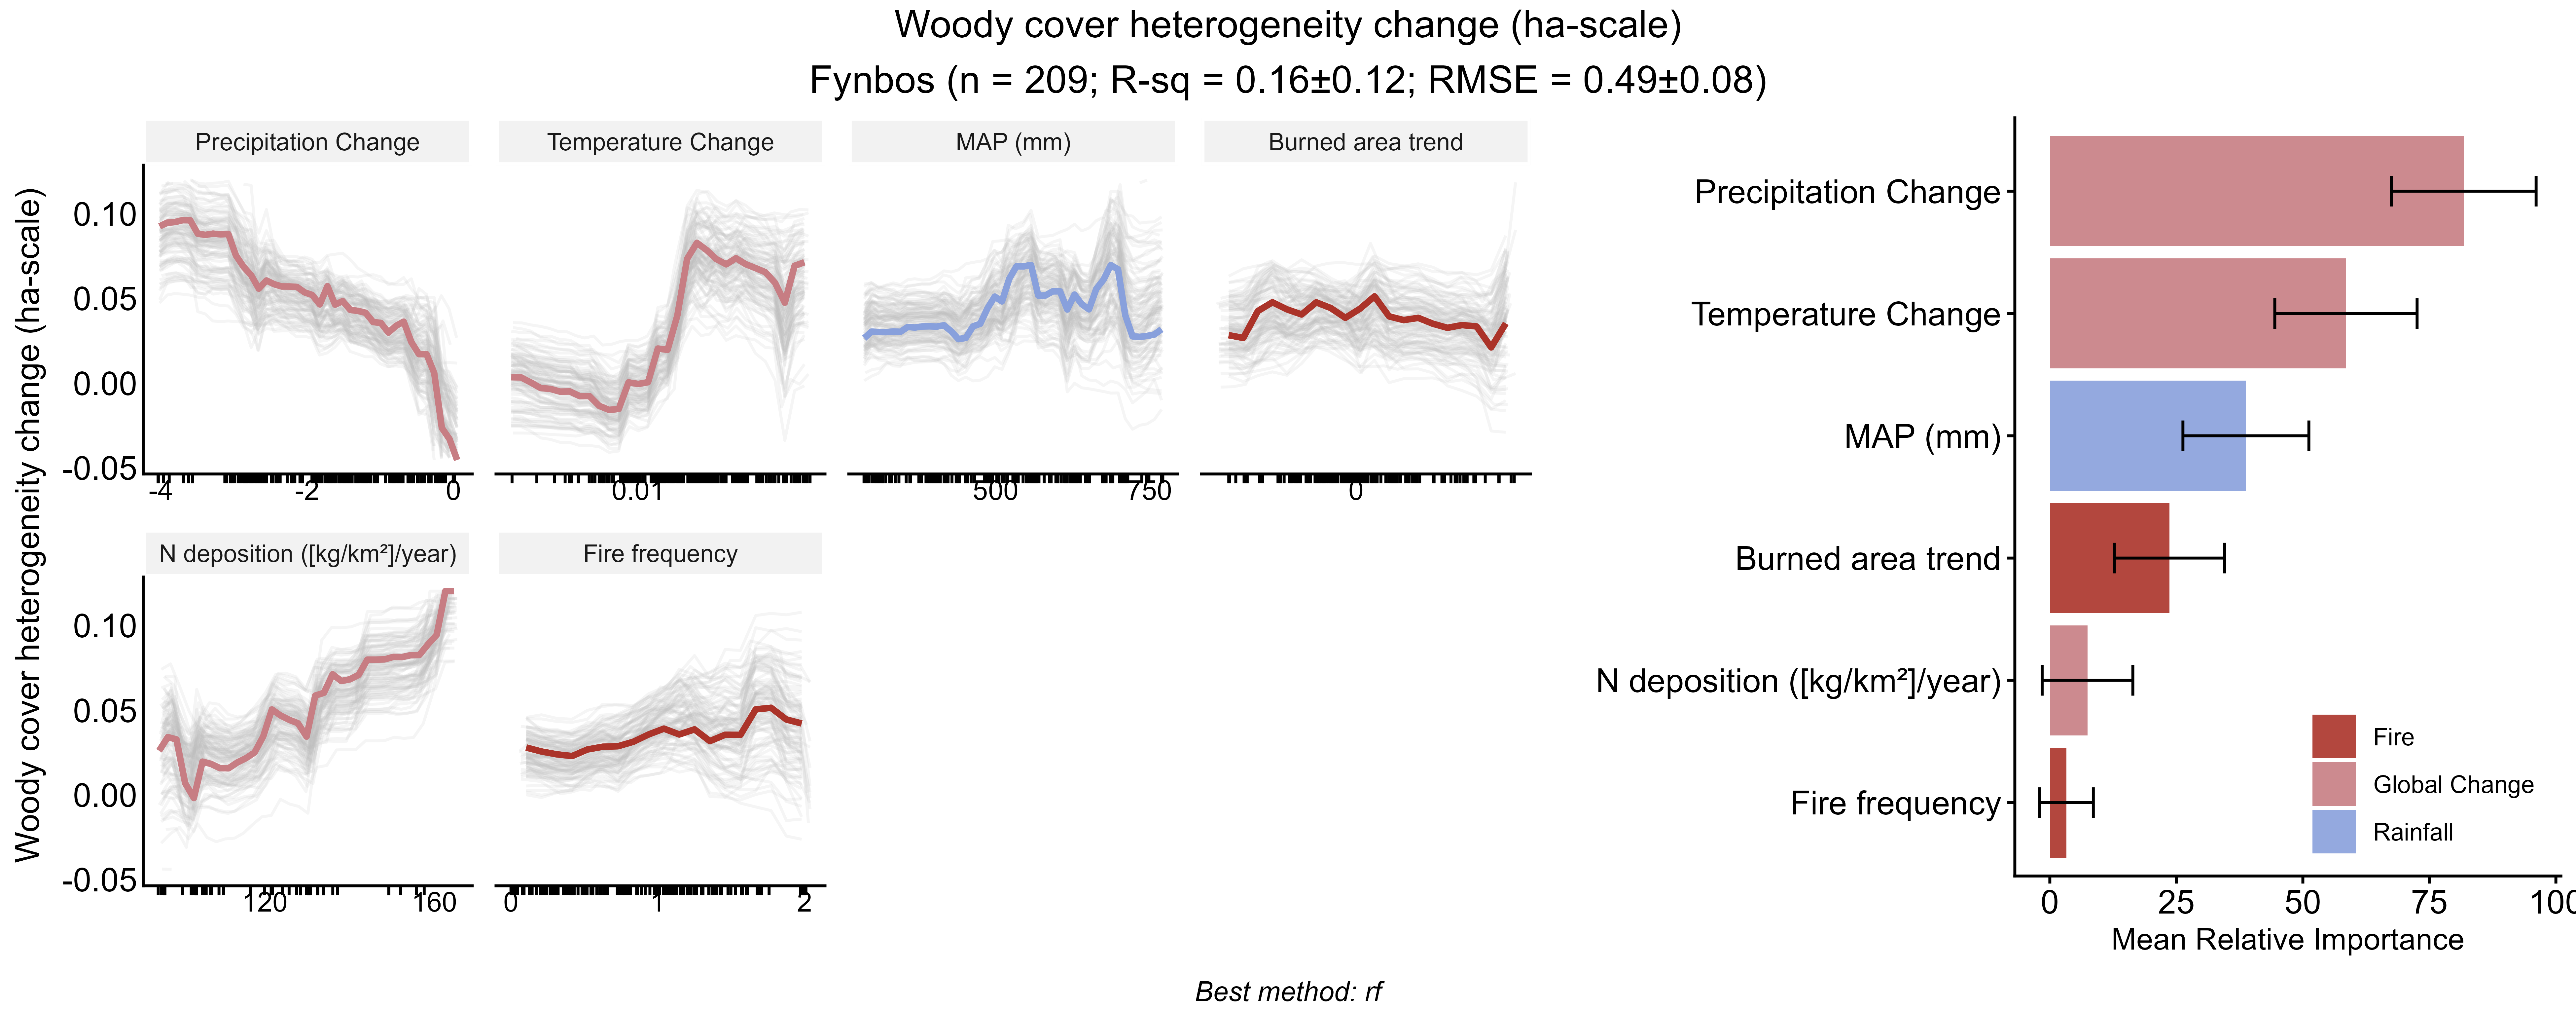 Woody cover heterogeneity change (ha-scale)
Fynbos (n = 209; R-sq = 0.16±0.12; RMSE = 0.49±0.08)
Woody cover heterogeneity change (ha-scale)
Precipitation Change
Temperature Change
MAP (mm)
Burned area trend
0.10
0.05
0.00
-0.05
-4 -2 0
0.01
500 750
0
N deposition ([kg/km²]/year)
Fire frequency
0.10
0.05
0.00
-0.05
120 160
0 1 2
Precipitation Change
Temperature Change
MAP (mm)
Burned area trend
N deposition ([kg/km²]/year)
Fire frequency
Fire
Global Change
Rainfall
0 25 50 75 100
Mean Relative Importance
Best method: rf